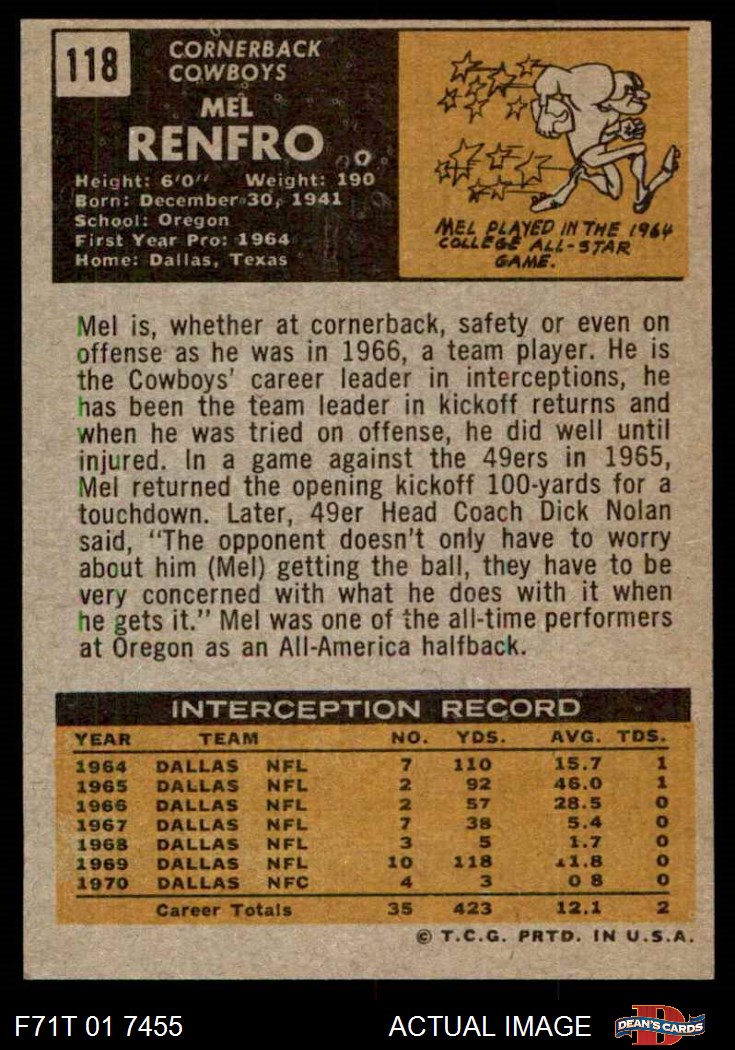 118
CORNERBACK
COWBOYS
MEL
RENFRO
Height: 6'0" Weight: 190
Born: December 30, 1941
School: Oregon
First Year Pro: 1964
Home: Dallas, Texas
MEL PLAYED IN THE 1964
COLLEGE ALL-STAR
GAME.
Mel is, whether at cornerback, safety or even on
offense as he was in 1966, a team player. He is
the Cowboys' career leader in interceptions, he
has been the team leader in kickoff returns and
when he was tried on offense, he did well until
injured. In a game against the 49ers in 1965,
Mel returned the opening kickoff 100-yards for a
touchdown. Later, 49er Head Coach Dick Nolan
said, "The opponent doesn't only have to worry
about him (Mel) getting the ball, they have to be
very concerned with what he does with it when
he gets it." Mel was one of the all-time performers
at Oregon as an All-America halfback.
INTERCEPTION RECORD
YEAR TEAM NO. YDS. AVG. TDS.
1964 DALLAS NFL 7 110 15.7 1
1965 DALLAS NFL 2 92 46.0 1
1966 DALLAS NFL 2 57 28.5 0
1967 DALLAS NFL 7 38 5.4 0
1968 DALLAS NFL 3 5 1.7 0
1969 DALLAS NFL 10 118 11.8 0
1970 DALLAS NFC 4 3 0 8 0
Career Totals 35 423 12.1 2
© T.C.G. PRTD. IN U.S.A.
F71T 01 7455 ACTUAL IMAGE D DEAN'S CARDS